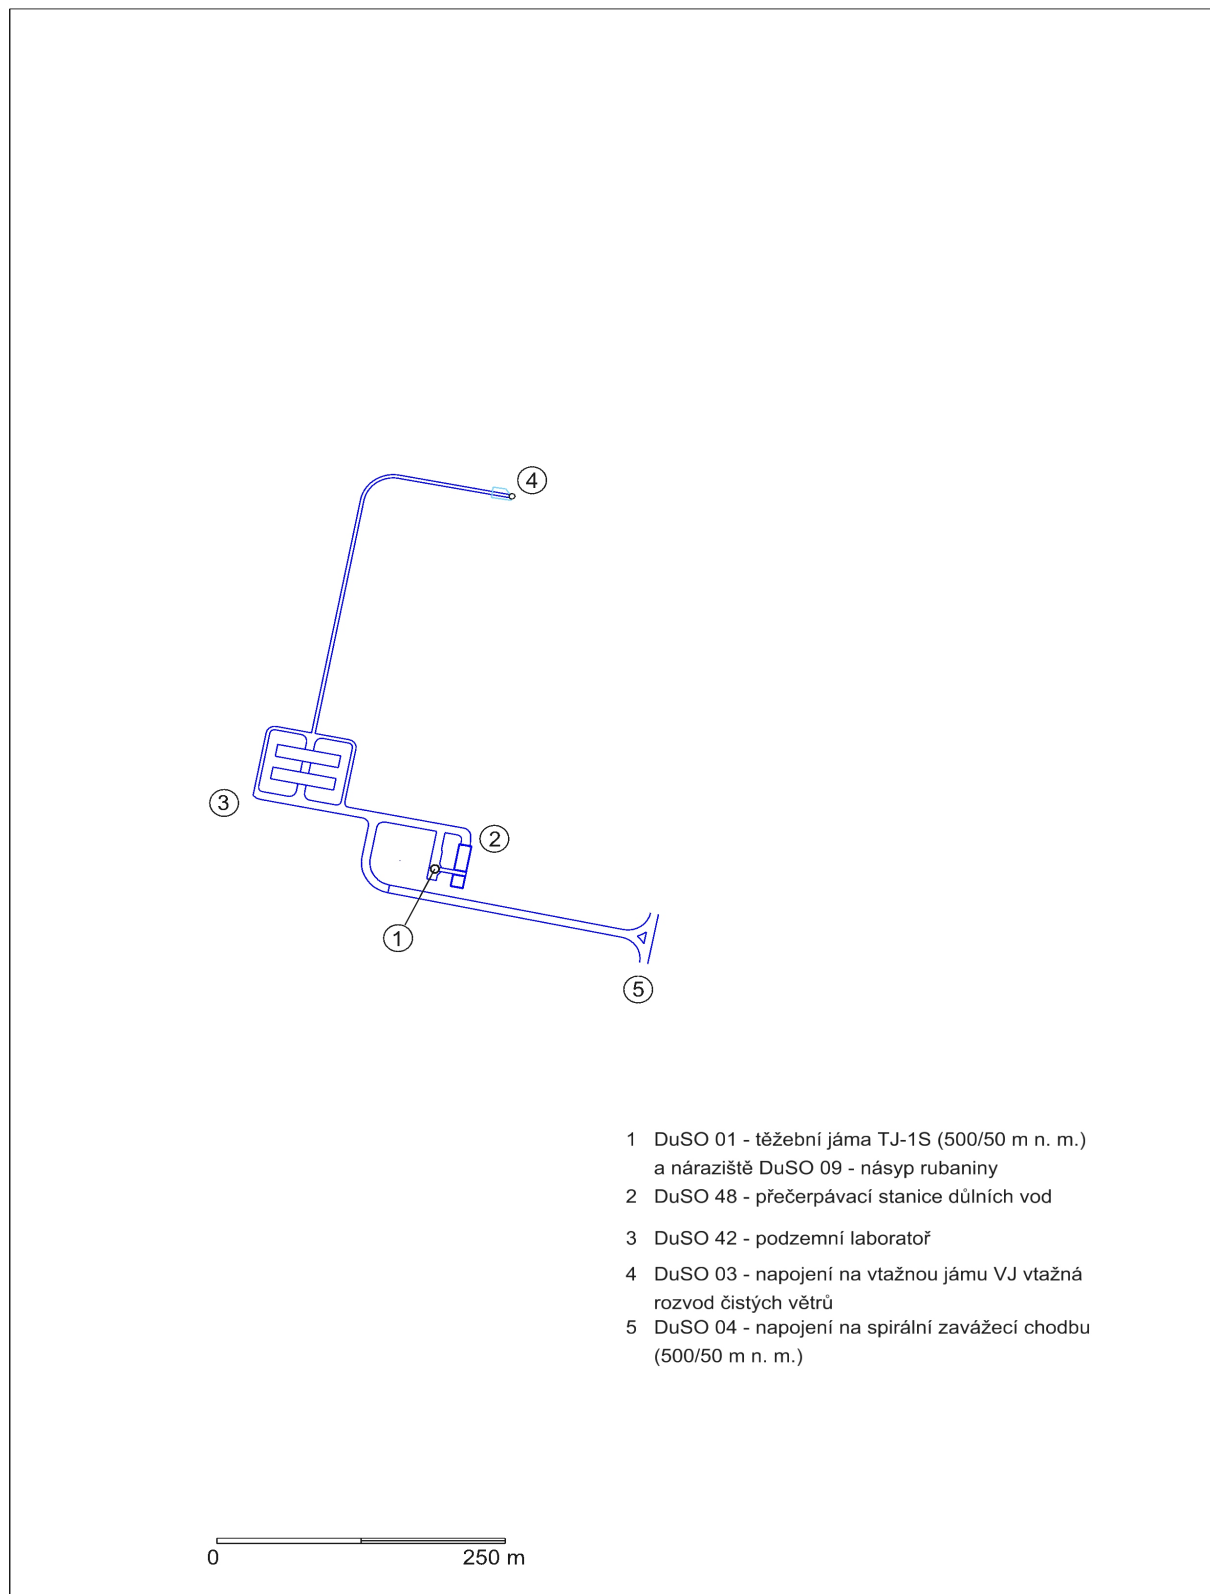 4
3
2
1
5
1 DuSO 01 - těžební jáma TJ-1S (500/50 m n. m.)
a náraziště DuSO 09 - násyp rubaniny
2 DuSO 48 - přečerpávací stanice důlních vod
3 DuSO 42 - podzemní laboratoř
4 DuSO 03 - napojení na vtažnou jámu VJ vtažná
rozvod čistých větrů
5 DuSO 04 - napojení na spirální zavážecí chodbu
(500/50 m n. m.)
0 250 m